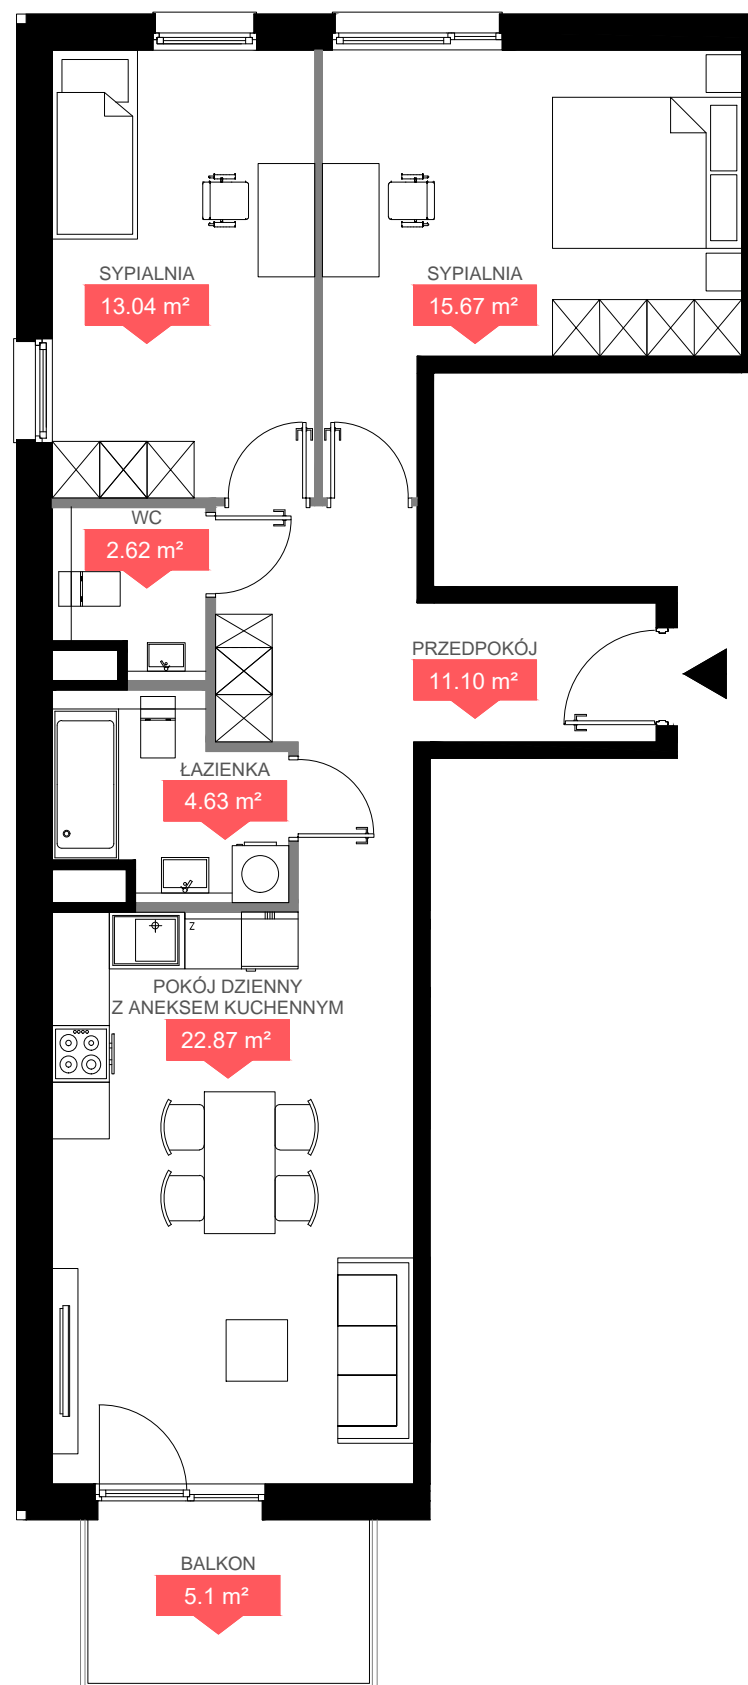 SYPIALNIA
13.04 m²
SYPIALNIA
15.67 m²
WC
2.62 m²
PRZEDPOKÓJ
11.10 m²
ŁAZIENKA
4.63 m²
Z
POKÓJ DZIENNY
Z ANEKSEM KUCHENNYM
22.87 m²
BALKON
5.1 m²